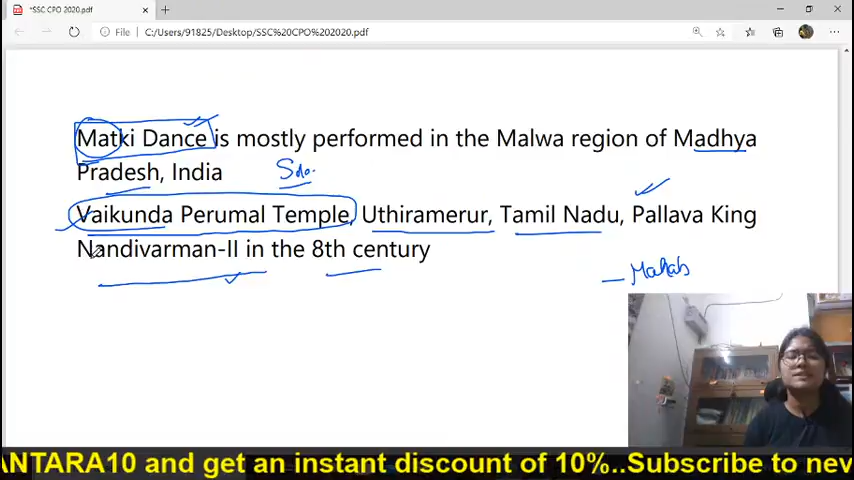 *SSC CPO 2020.pdf
File
C:/Users/91825/Desktop/SSC%20CPO%202020.pdf
Matki Dance is mostly performed in the Malwa region of Madhya
Pradesh, India
Vaikunda Perumal Temple, Uthiramerur, Tamil Nadu, Pallava King
Nandivarman-II in the 8th century
Mahab
ANTARA10 and get an instant discount of 10%..Subscribe to nev